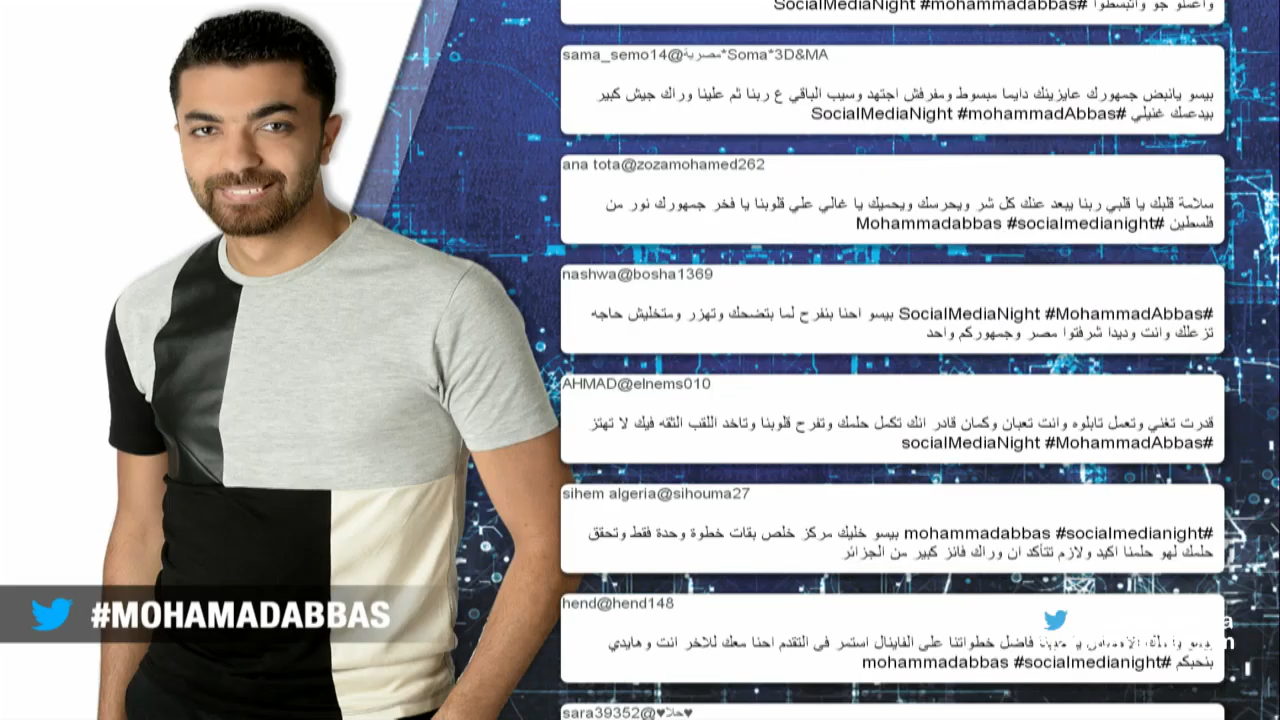 واعملو جو واتبسطوا #SocialMediaNight #mohammadabbas
sama_semo14@مصرية*Soma*3D&MA
بيسو يانبض جمهورك عايزينك دايما مبسوط ومفرفش اجتهد وسيب الباقي ع ربنا ثم علينا وراك جيش كبير
بيدعمك غنيلي #SocialMediaNight #mohammadAbbas
ana tota@zozamohamed262
سلامة قلبك يا قلبي ربنا يبعد عنك كل شر ويحرسك ويحميك يا غالي علي قلوبنا يا فخر جمهورك نور من
فلسطين #Mohammadabbas #socialmedianight
nashwa@bosha1369
#SocialMediaNight #MohammadAbbas بيسو احنا بنفرح لما بتضحك وتهزر ومتخليش حاجه
تزعلك وانت وديدا شرفتوا مصر وجمهوركم واحد
AHMAD@elnems010
قدرت تغني وتعمل تابلوه وانت تعبان وكمان قادر انك تكمل حلمك وتفرح قلوبنا وتاخد اللقب الثقه فيك لا تهتز
#socialMediaNight #MohammadAbbas
sihem algeria@sihouma27
#mohammadabbas #socialmedianight بيسو خليك مركز خلص بقات خطوة وحدة فقط وتحقق
حلمك لهو حلمنا اكيد ولازم تتأكد ان وراك فانز كبير من الجزائر
hend@hend148
فاضل خطواتنا على الفاينال استمر فى التقدم احنا معك للاخر انت وهايدي
بنحبكم #mohammadabbas #socialmedianight
sara39352@♥حلا♥
#MOHAMADABBAS